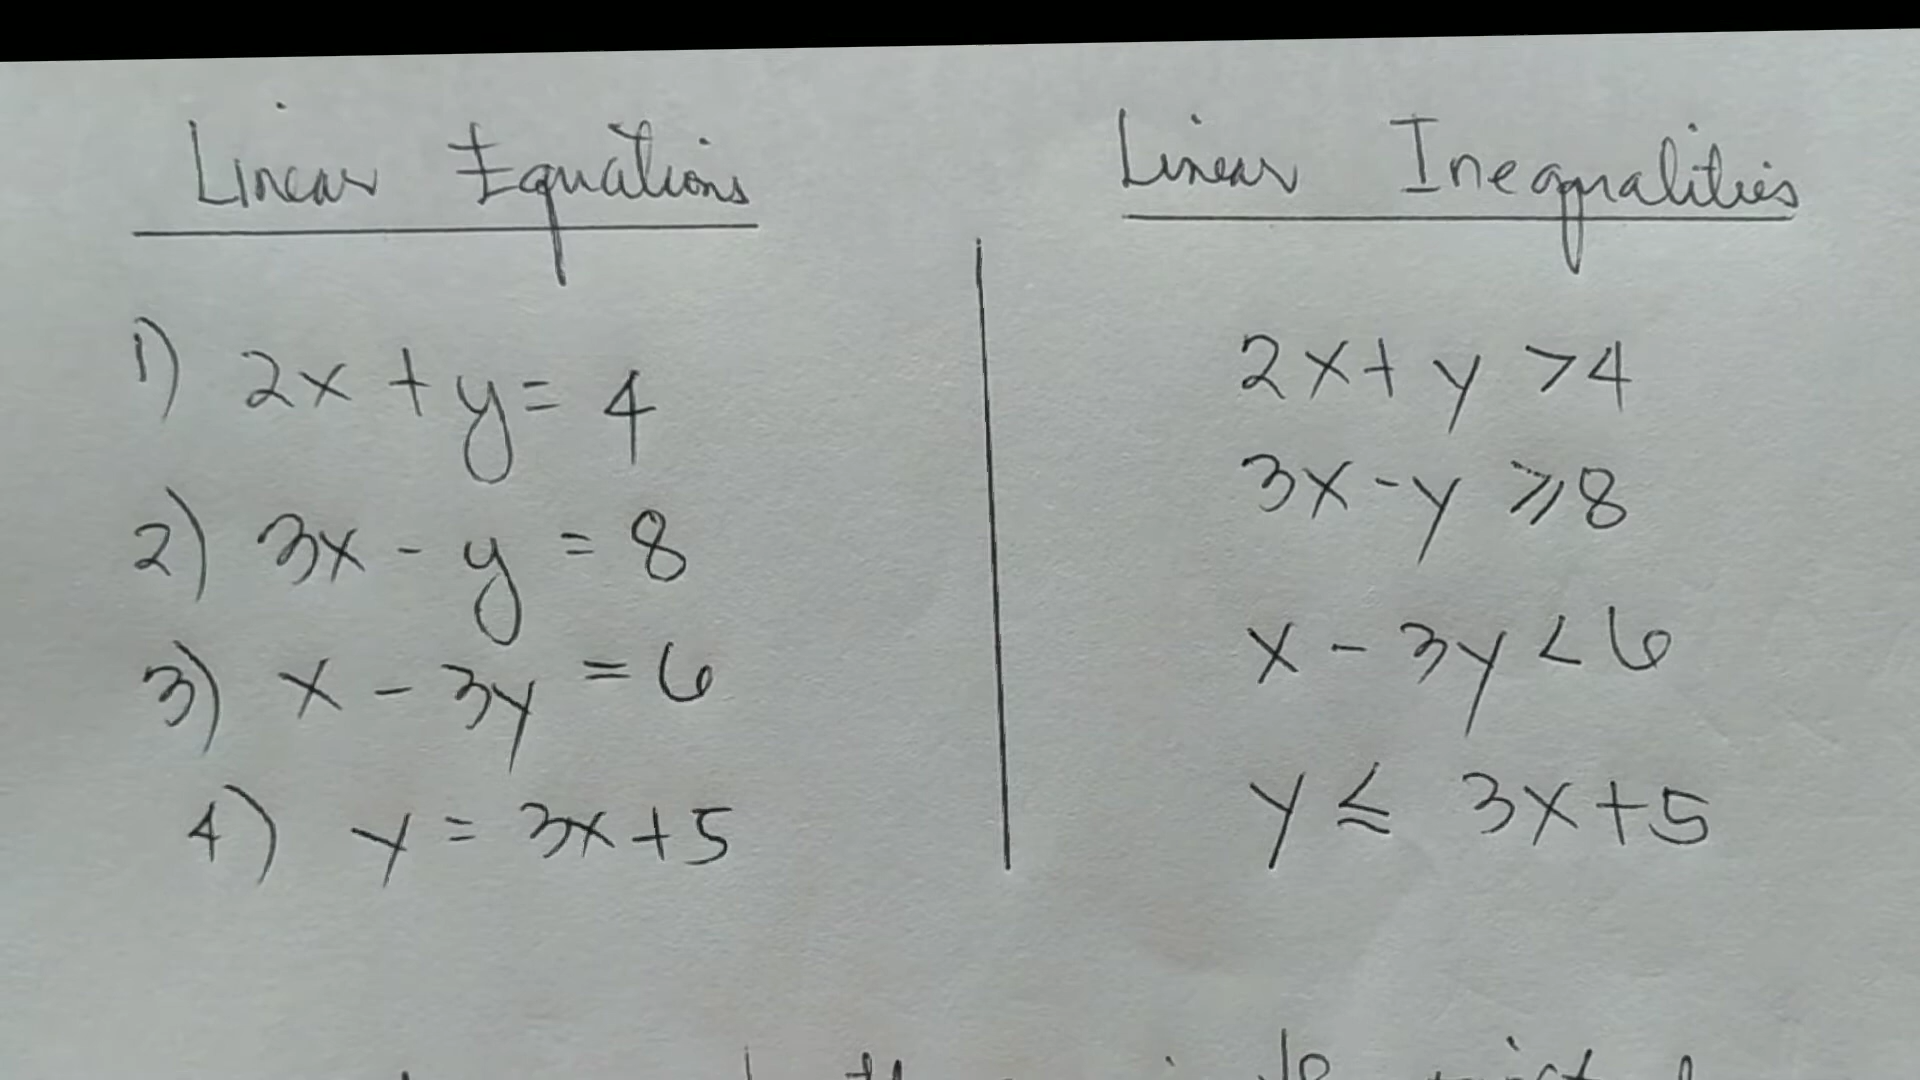 Linear Equations
1) 2x + y = 4
2) 3x - y = 8
3) x - 3y = 6
4) y = 3x + 5
Linear Inequalities
2x + y > 4
3x - y ⩾ 8
x - 3y < 6
y ≤ 3x + 5